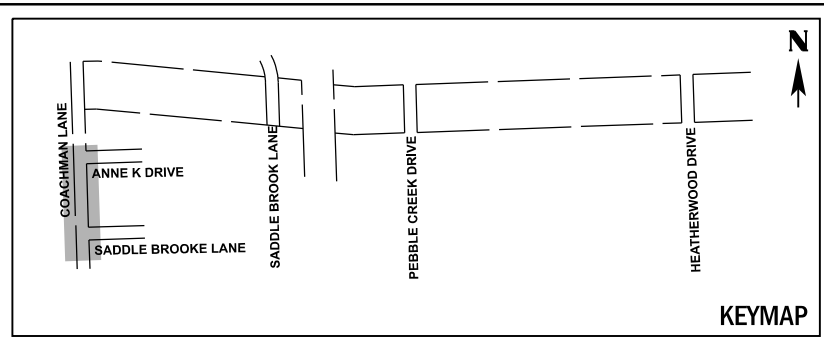 N
COACHMAN LANE
ANNE K DRIVE
SADDLE BROOKE LANE
SADDLE BROOK LANE
PEBBLE CREEK DRIVE
HEATHERWOOD DRIVE
KEYMAP